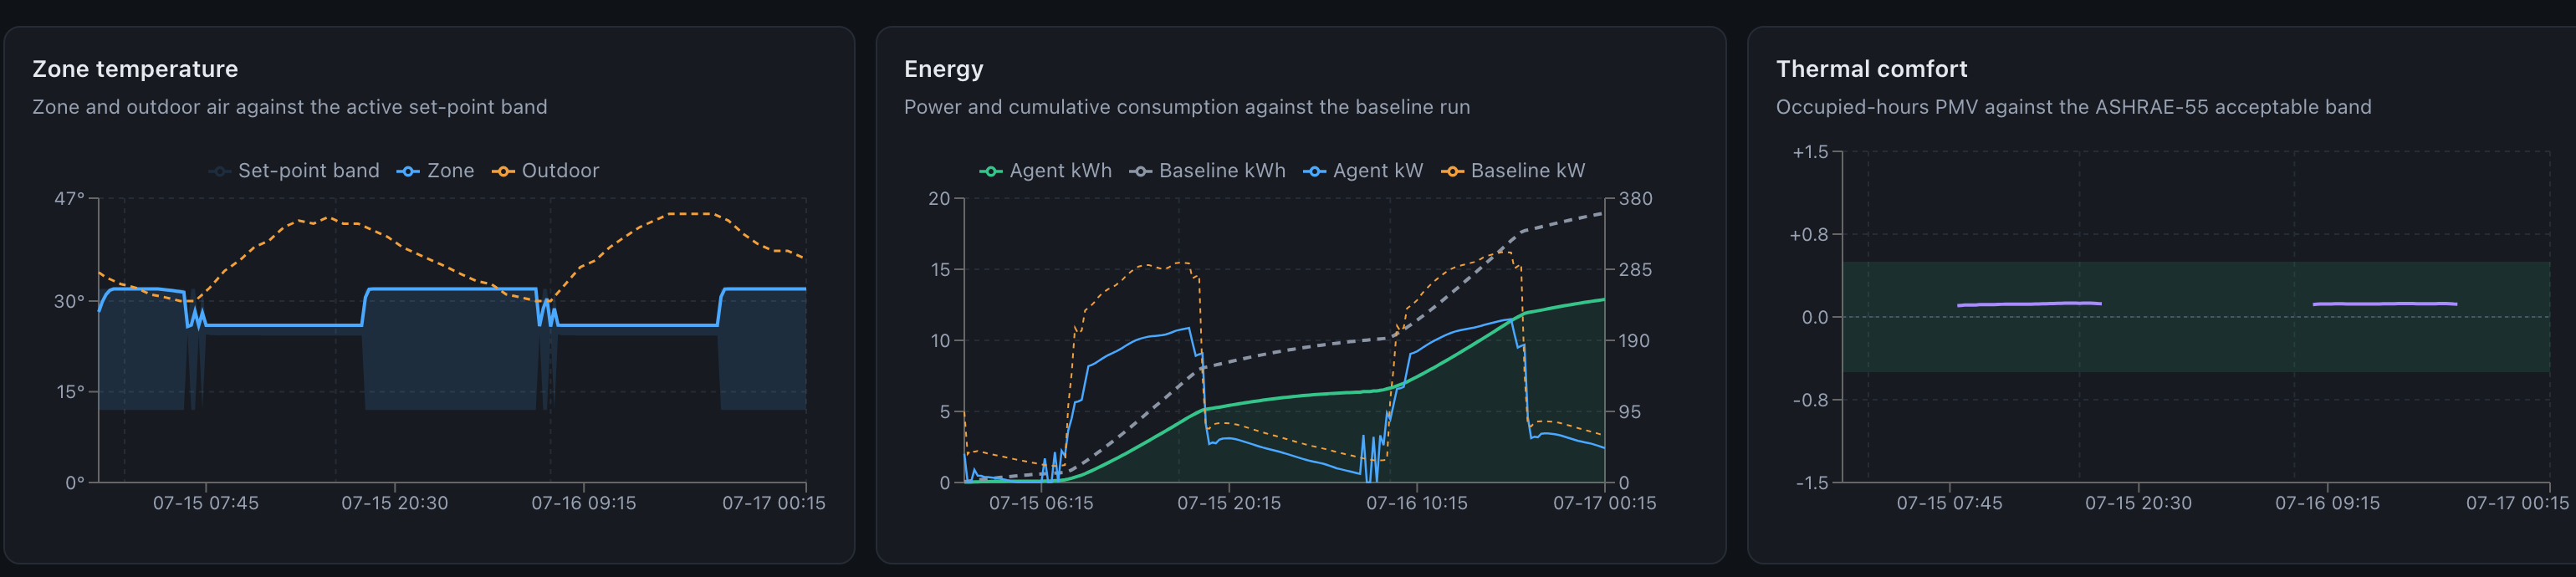 Zone temperature
Zone and outdoor air against the active set-point band
Set-point band Zone Outdoor
47°
30°
15°
0°
07-15 07:45 07-15 20:30 07-16 09:15 07-17 00:15
Energy
Power and cumulative consumption against the baseline run
Agent kWh Baseline kWh Agent kW Baseline kW
20 380
15 285
10 190
5 95
0 0
07-15 06:15 07-15 20:15 07-16 10:15 07-17 00:15
Thermal comfort
Occupied-hours PMV against the ASHRAE-55 acceptable band
+1.5
+0.8
0.0
-0.8
-1.5
07-15 07:45 07-15 20:30 07-16 09:15 07-17 00:15